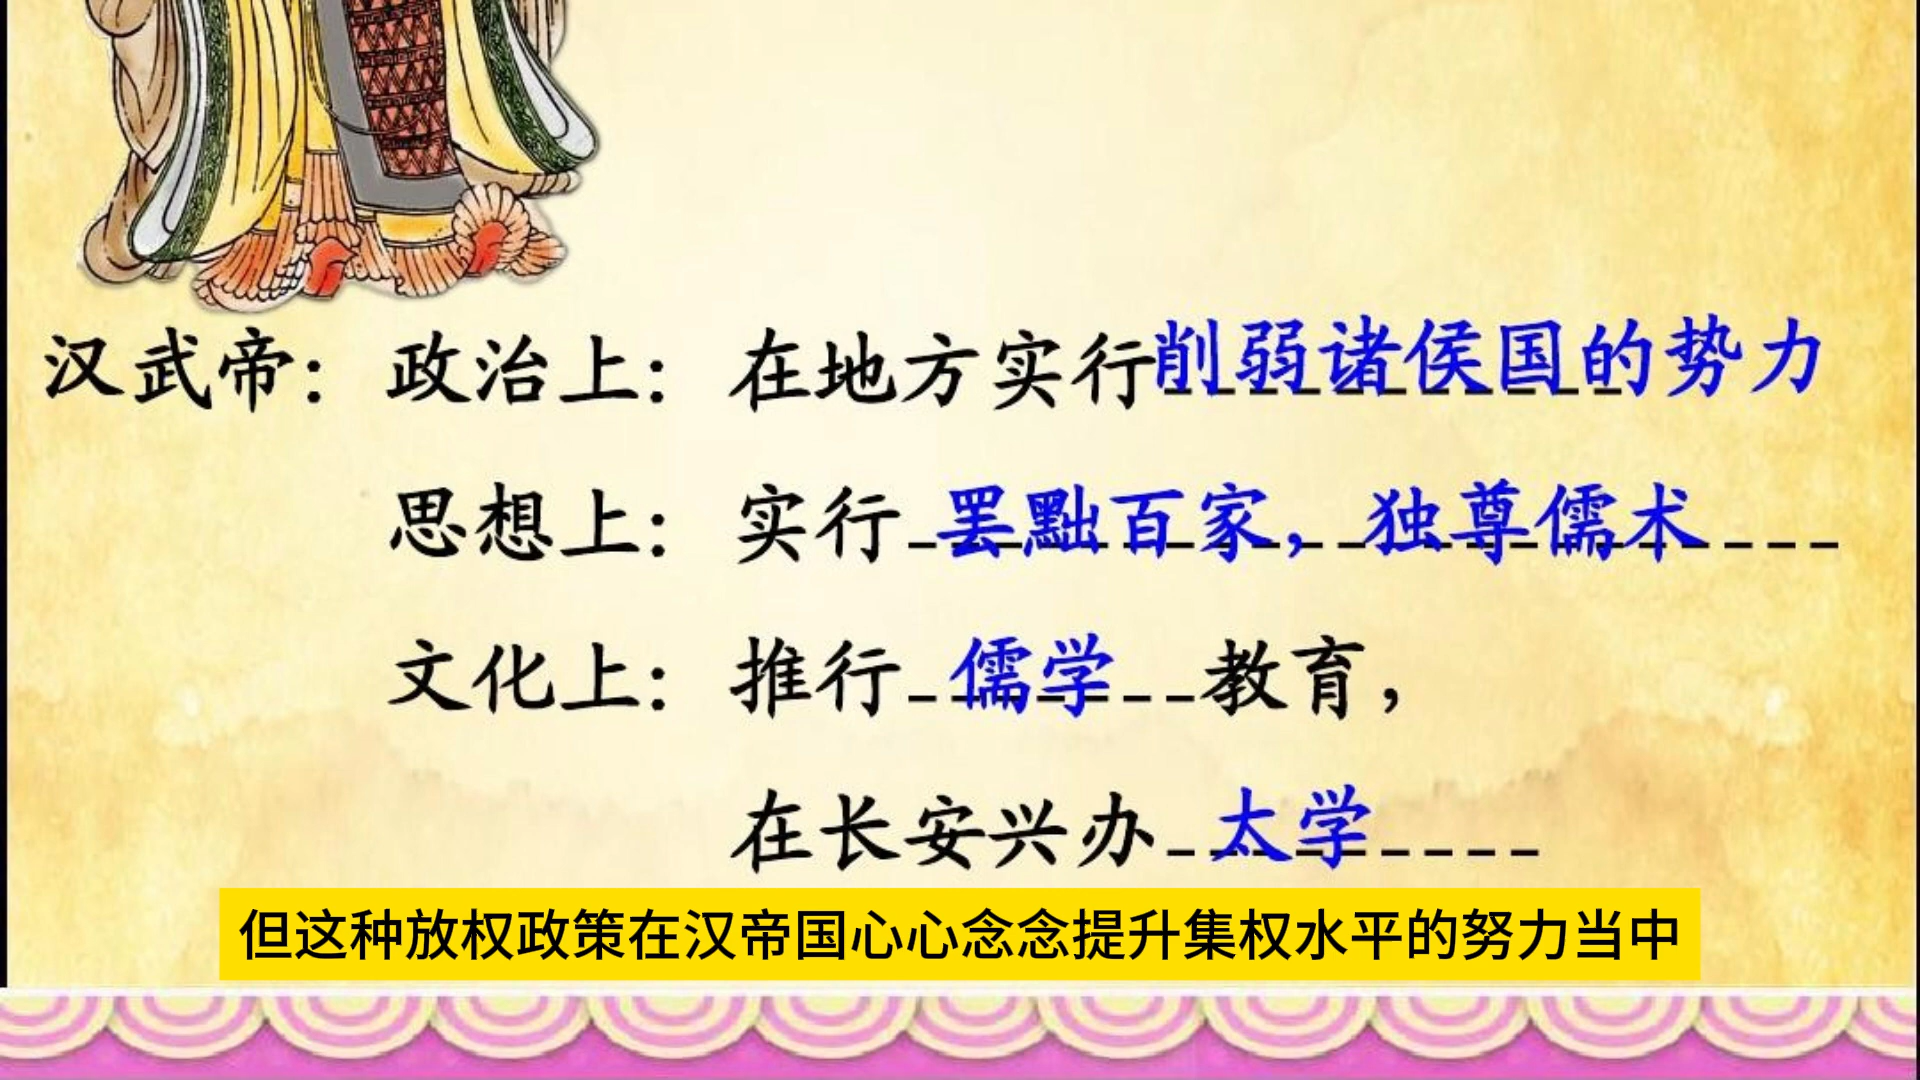 汉武帝：政治上：在地方实行削弱诸侯国的势力
思想上：实行罢黜百家，独尊儒术
文化上：推行儒学教育，
在长安兴办太学
但这种放权政策在汉帝国心心念念提升集权水平的努力当中